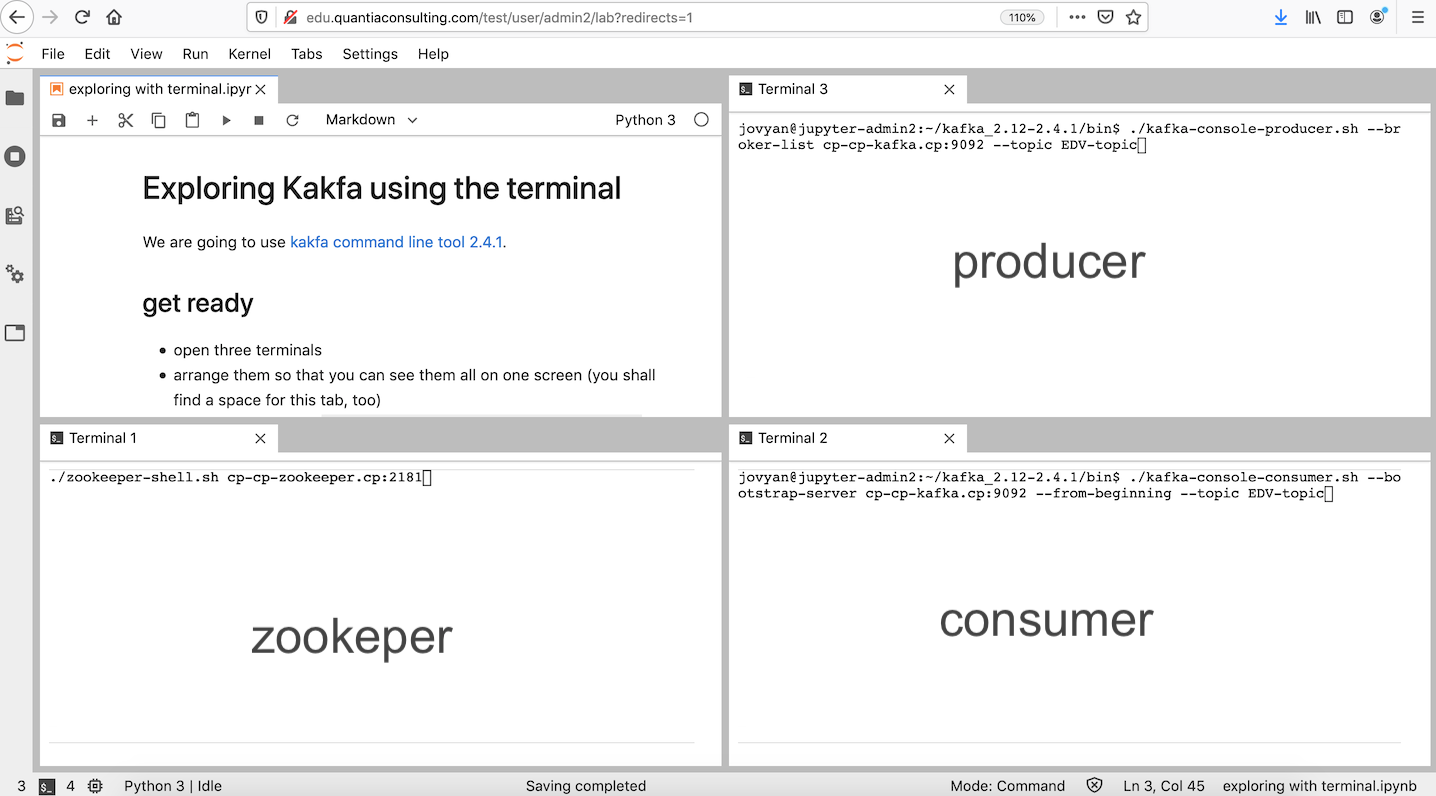 edu.quantiaconsulting.com/test/user/admin2/lab?redirects=1
110%
File Edit View Run Kernel Tabs Settings Help
exploring with terminal.ipyr
Markdown
Python 3
Exploring Kakfa using the terminal
We are going to use kakfa command line tool 2.4.1.
get ready
open three terminals
arrange them so that you can see them all on one screen (you shall
find a space for this tab, too)
Terminal 3
jovyan@jupyter-admin2:~/kafka_2.12-2.4.1/bin$ ./kafka-console-producer.sh --br
oker-list cp-cp-kafka.cp:9092 --topic EDV-topic
producer
Terminal 1
./zookeeper-shell.sh cp-cp-zookeeper.cp:2181
zookeper
Terminal 2
jovyan@jupyter-admin2:~/kafka_2.12-2.4.1/bin$ ./kafka-console-consumer.sh --bo
otstrap-server cp-cp-kafka.cp:9092 --from-beginning --topic EDV-topic
consumer
3 4 Python 3 | Idle Saving completed Mode: Command Ln 3, Col 45 exploring with terminal.ipynb